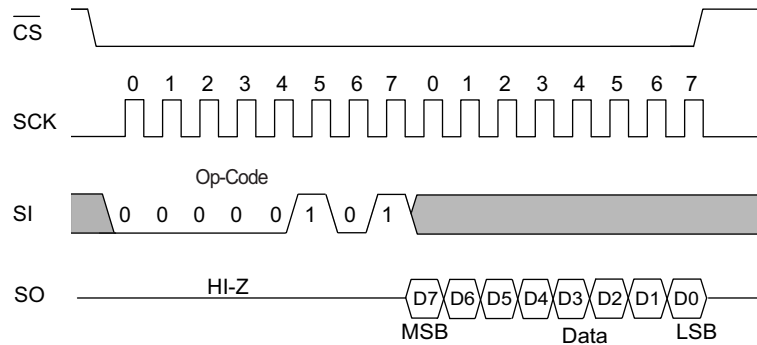 CS
0 1 2 3 4 5 6 7 0 1 2 3 4 5 6 7
SCK
Op-Code
SI 0 0 0 0 0 1 0 1
HI-Z
SO D7 D6 D5 D4 D3 D2 D1 D0
MSB Data LSB